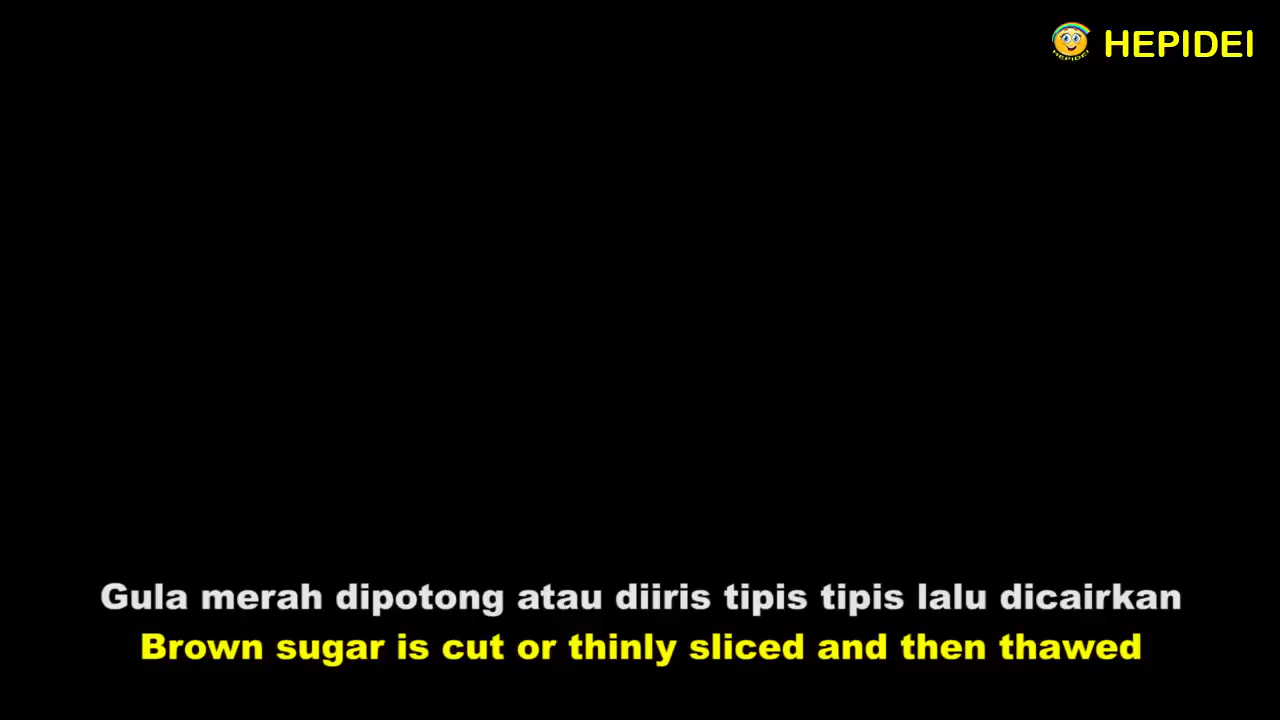 HEPIDEI
HEPIDEI
Gula merah dipotong atau diiris tipis tipis lalu dicairkan
Brown sugar is cut or thinly sliced and then thawed